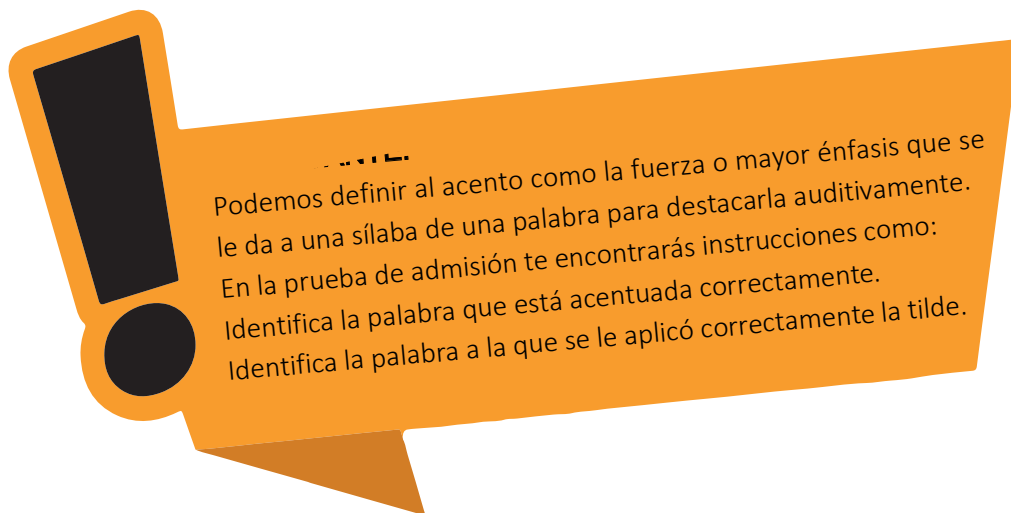 Podemos definir al acento como la fuerza o mayor énfasis que se
le da a una sílaba de una palabra para destacarla auditivamente.
En la prueba de admisión te encontrarás instrucciones como:
Identifica la palabra que está acentuada correctamente.
Identifica la palabra a la que se le aplicó correctamente la tilde.